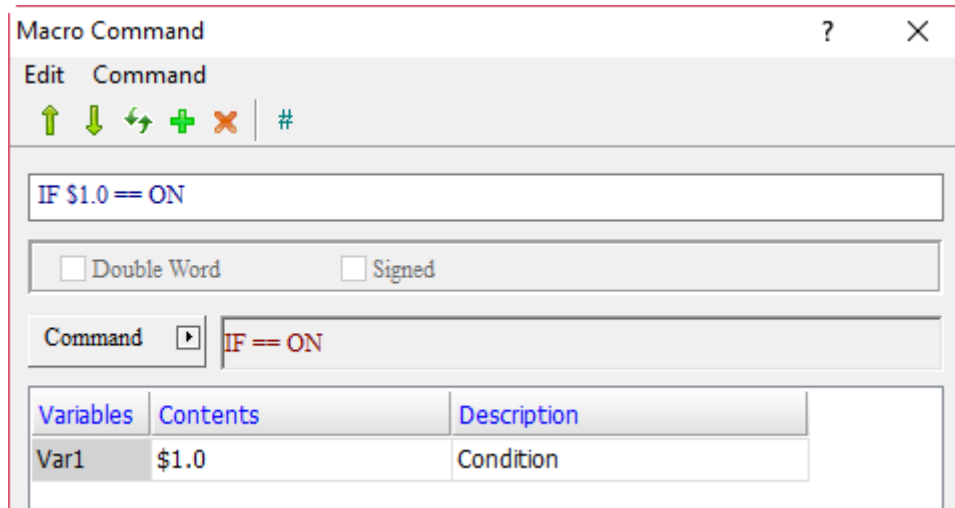 Macro Command ? ×
Edit Command
#
IF $1.0 == ON
Double Word Signed
Command IF == ON
Variables Contents Description
Var1 $1.0 Condition